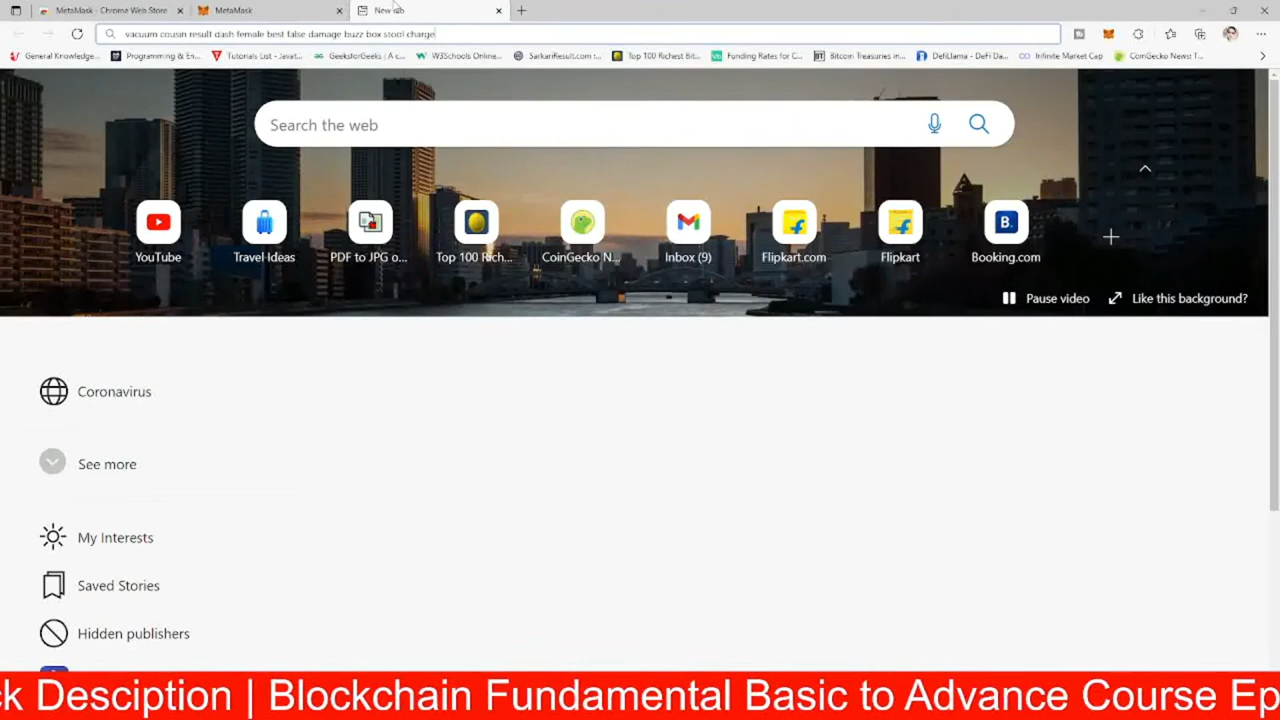 MetaMask - Chrome Web Store
MetaMask
New tab
vacuum cousin result dash female best false damage buzz box stool charge
General Knowledge...
Programming & En...
Tutorials List - Javat...
GeeksforGeeks | A c...
W3Schools Online...
SarkariResult.com :...
Top 100 Richest Bit...
Funding Rates for C...
Bitcoin Treasuries in...
DefiLlama - DeFi Da...
Infinite Market Cap
CoinGecko News: T...
Search the web
YouTube
Travel Ideas
PDF to JPG o...
Top 100 Rich...
CoinGecko N...
Inbox (9)
Flipkart.com
Flipkart
Booking.com
Pause video
Like this background?
Coronavirus
See more
My Interests
Saved Stories
Hidden publishers
ck Desciption | Blockchain Fundamental Basic to Advance Course Ep